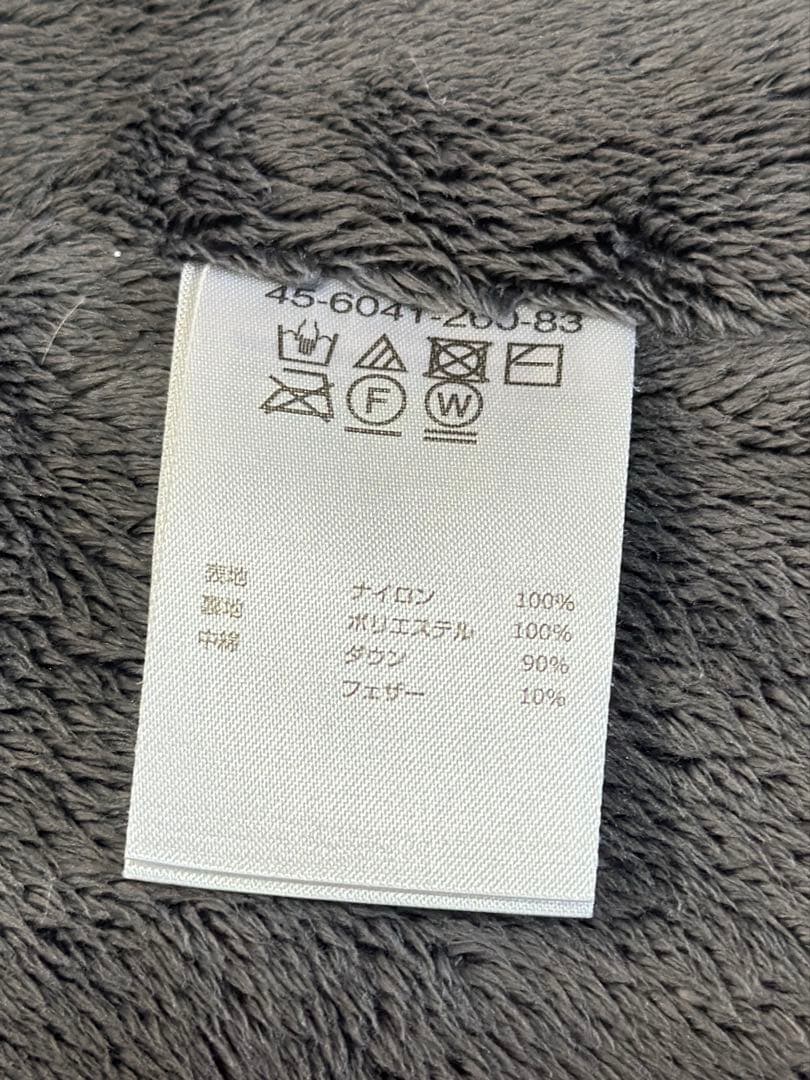 45-6041-260-83
F W
表地 ナイロン 100%
裏地 ポリエステル 100%
中綿 ダウン 90%
フェザー 10%